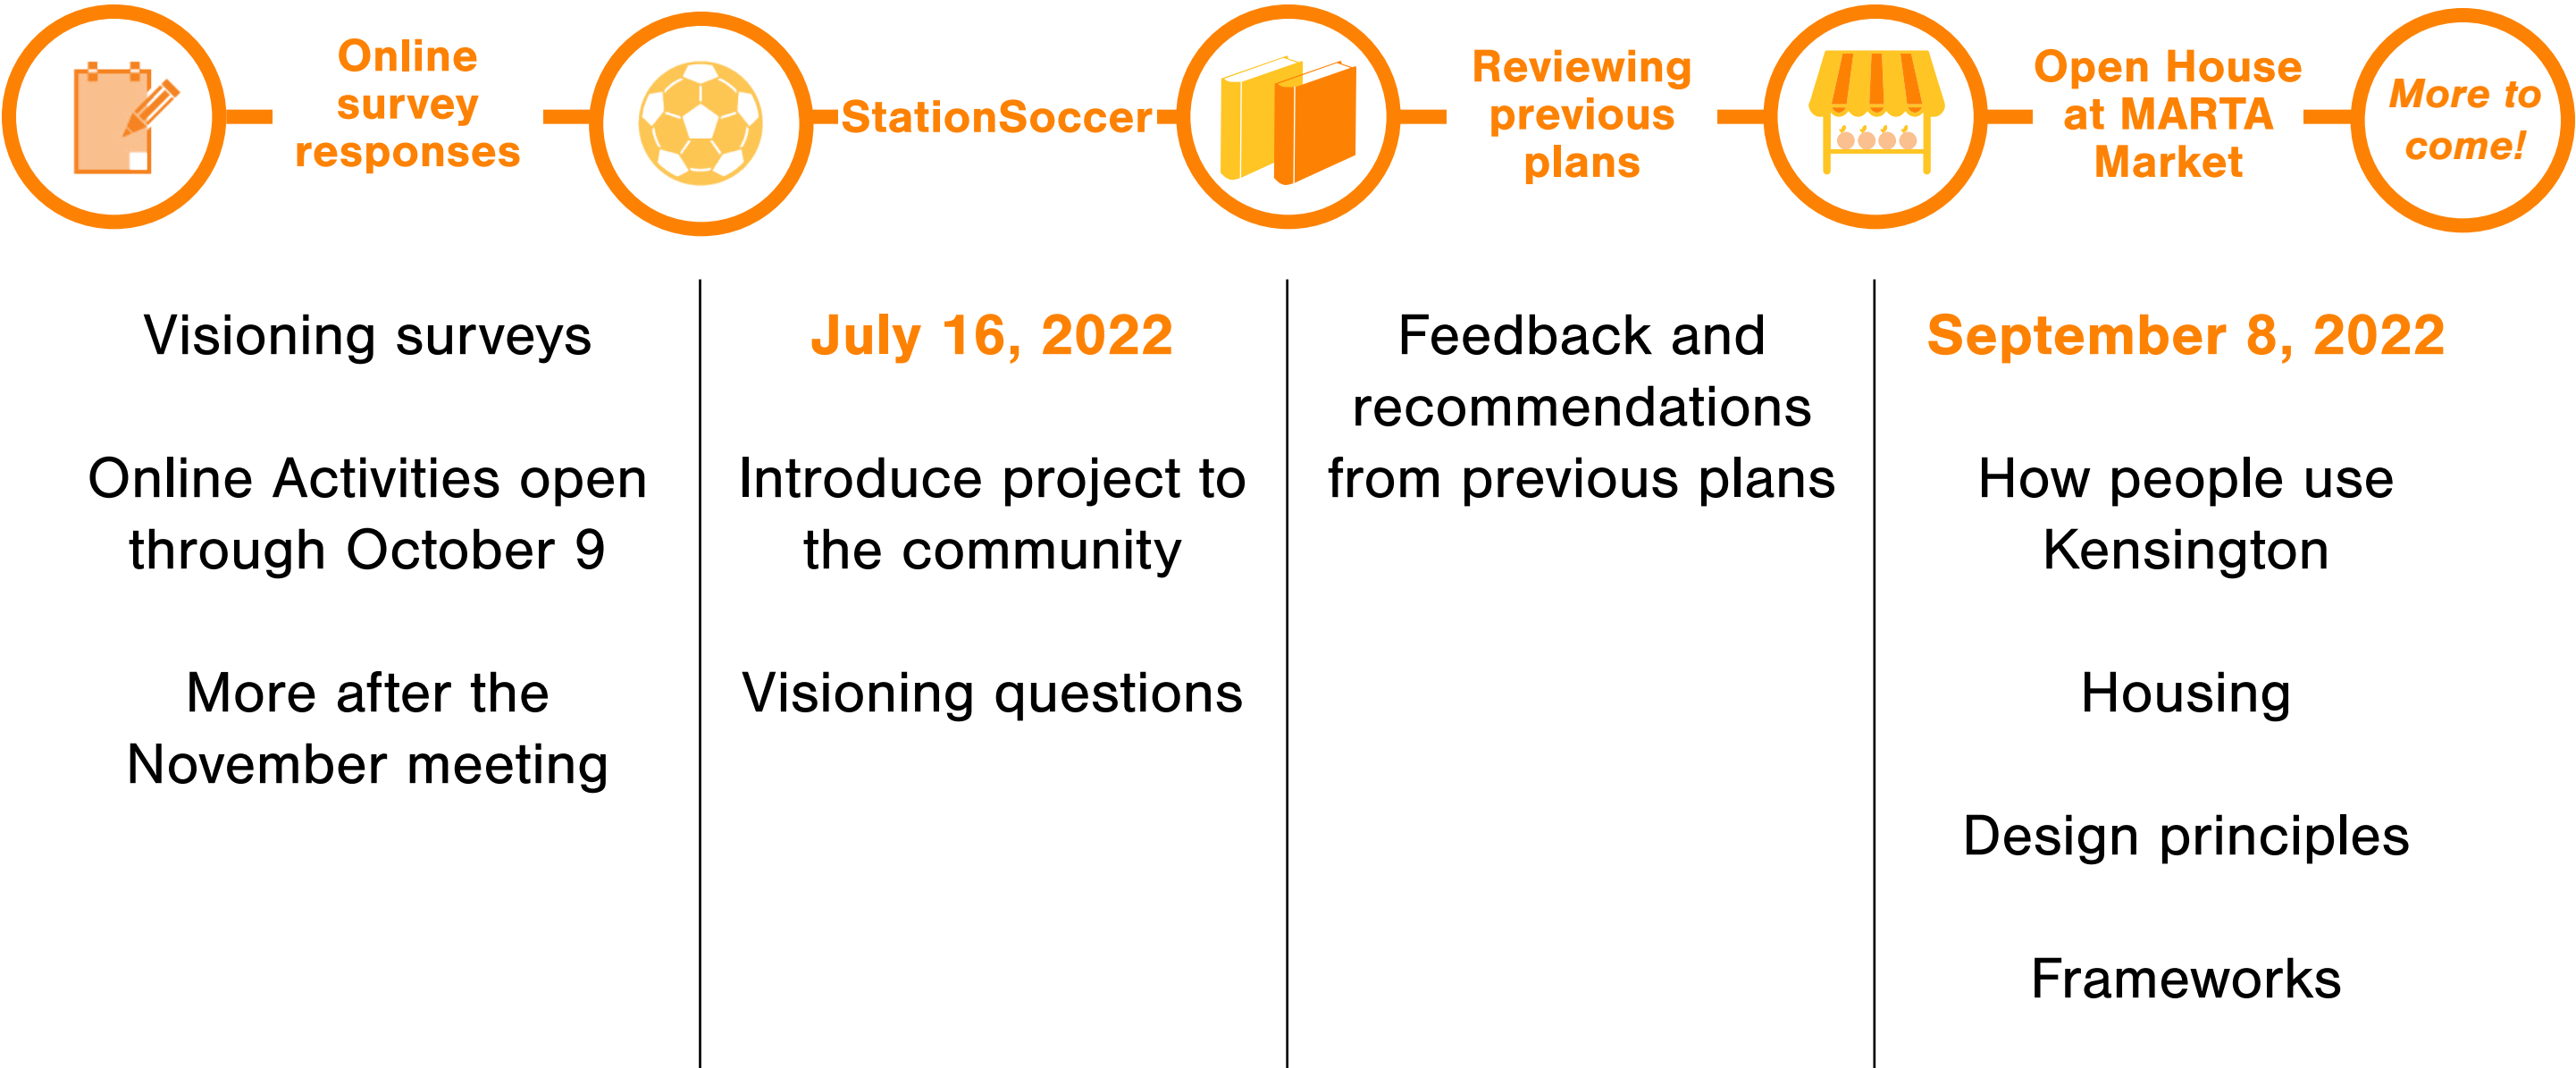 Online
survey
responses
StationSoccer
Reviewing
previous
plans
Open House
at MARTA
Market
More to
come!
Visioning surveys
Online Activities open
through October 9
More after the
November meeting
July 16, 2022
Introduce project to
the community
Visioning questions
Feedback and
recommendations
from previous plans
September 8, 2022
How people use
Kensington
Housing
Design principles
Frameworks